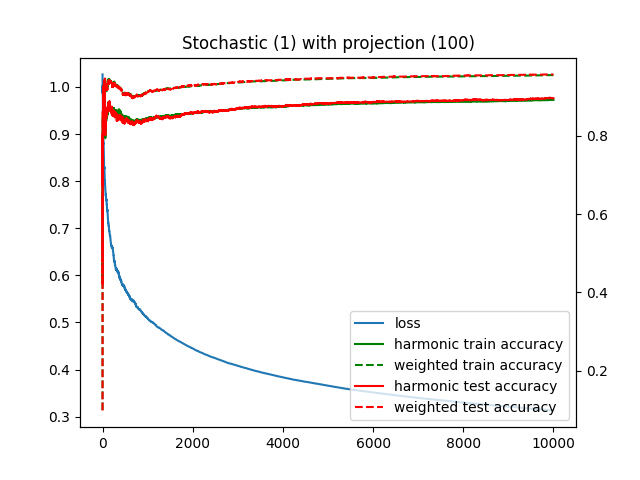 Stochastic (1) with projection (100)
1.0
0.9
0.8
0.7
0.6
0.5
0.4
0.3
0.8
0.6
0.4
0.2
loss
harmonic train accuracy
weighted train accuracy
harmonic test accuracy
weighted test accuracy
0 2000 4000 6000 8000 10000